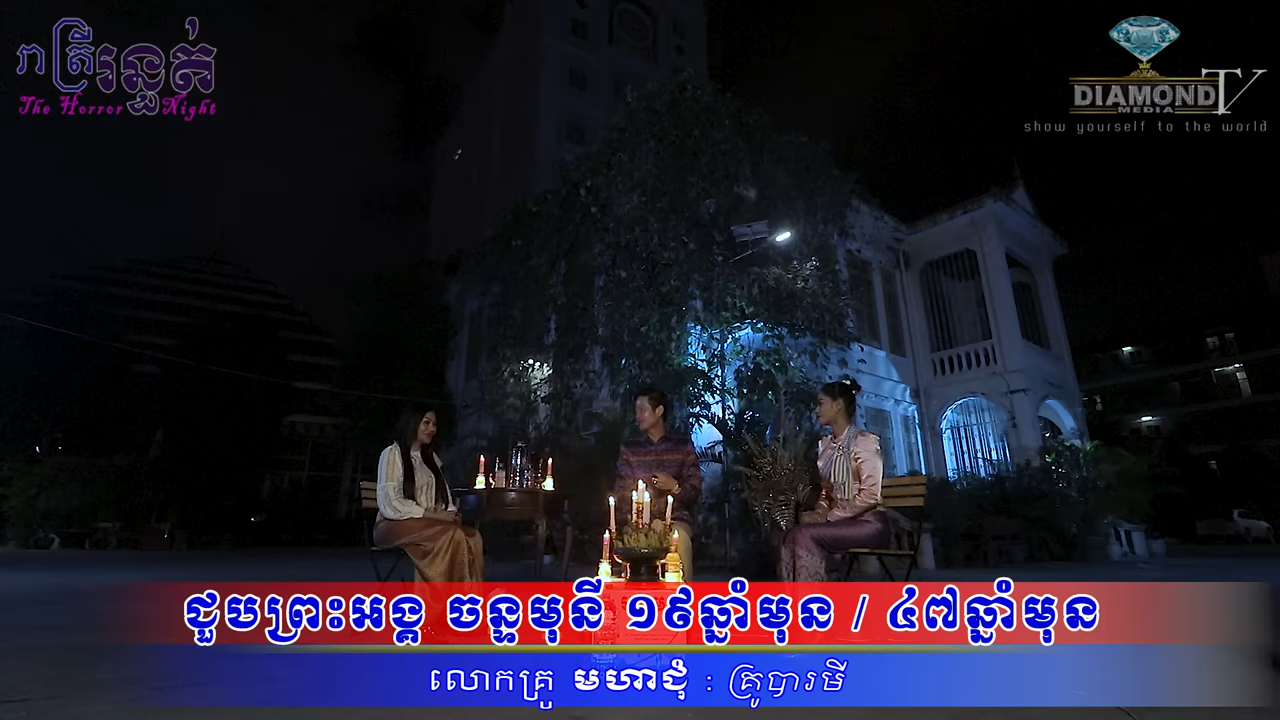 រាត្រីរន្ធត់
The Horror Night
DIAMOND TV
MEDIA
show yourself to the world
ជួបព្រះអង្គ ចន្ទមុនី ១៩ឆ្នាំមុន / ៤៧ឆ្នាំមុន
លោកគ្រូ មហាជុំ : គ្រូបារមី